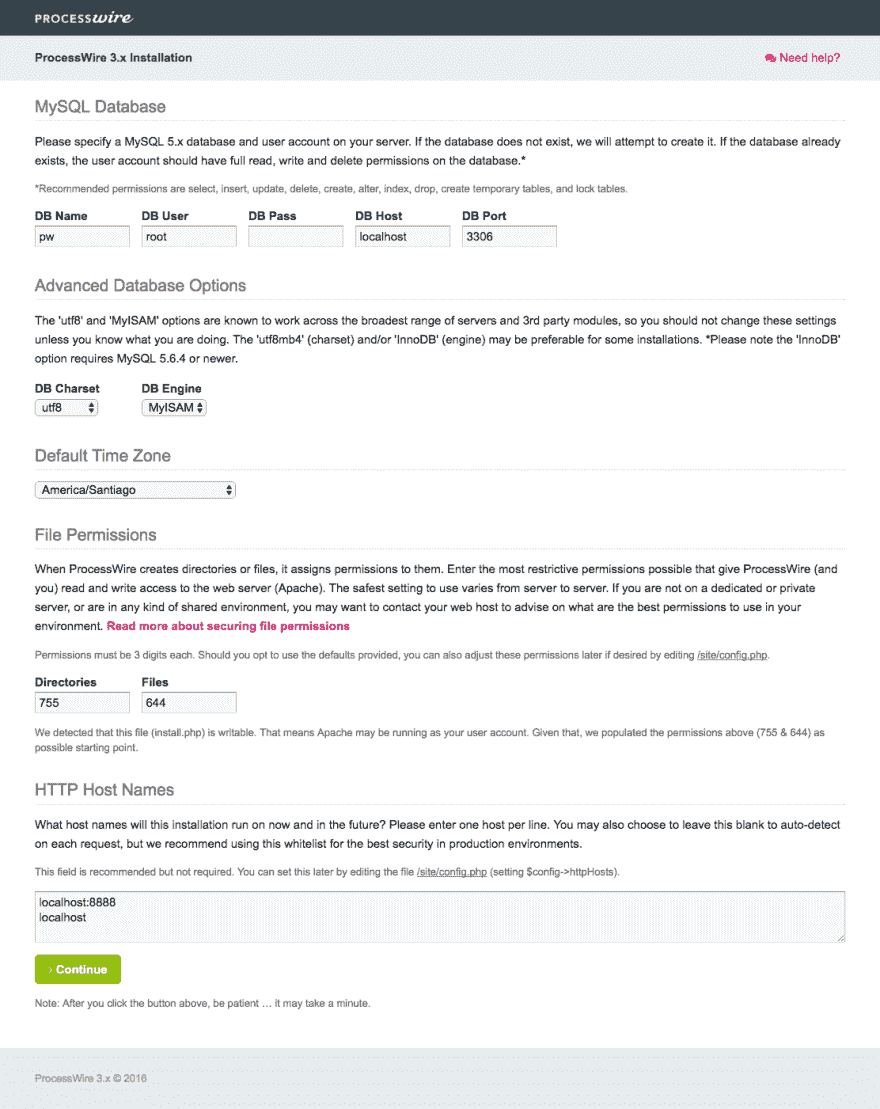 PROCESSwire
ProcessWire 3.x Installation
Need help?
MySQL Database
Please specify a MySQL 5.x database and user account on your server. If the database does not exist, we will attempt to create it. If the database already
exists, the user account should have full read, write and delete permissions on the database.*
*Recommended permissions are select, insert, update, delete, create, alter, index, drop, create temporary tables, and lock tables.
DB Name DB User DB Pass DB Host DB Port
pw root localhost 3306
Advanced Database Options
The 'utf8' and 'MyISAM' options are known to work across the broadest range of servers and 3rd party modules, so you should not change these settings
unless you know what you are doing. The 'utf8mb4' (charset) and/or 'InnoDB' (engine) may be preferable for some installations. *Please note the 'InnoDB'
option requires MySQL 5.6.4 or newer.
DB Charset DB Engine
utf8 MyISAM
Default Time Zone
America/Santiago
File Permissions
When ProcessWire creates directories or files, it assigns permissions to them. Enter the most restrictive permissions possible that give ProcessWire (and
you) read and write access to the web server (Apache). The safest setting to use varies from server to server. If you are not on a dedicated or private
server, or are in any kind of shared environment, you may want to contact your web host to advise on what are the best permissions to use in your
environment. Read more about securing file permissions
Permissions must be 3 digits each. Should you opt to use the defaults provided, you can also adjust these permissions later if desired by editing /site/config.php.
Directories Files
755 644
We detected that this file (install.php) is writable. That means Apache may be running as your user account. Given that, we populated the permissions above (755 & 644) as
possible starting point.
HTTP Host Names
What host names will this installation run on now and in the future? Please enter one host per line. You may also choose to leave this blank to auto-detect
on each request, but we recommend using this whitelist for the best security in production environments.
This field is recommended but not required. You can set this later by editing the file /site/config.php (setting $config->httpHosts).
localhost:8888
localhost
› Continue
Note: After you click the button above, be patient … it may take a minute.
ProcessWire 3.x © 2016